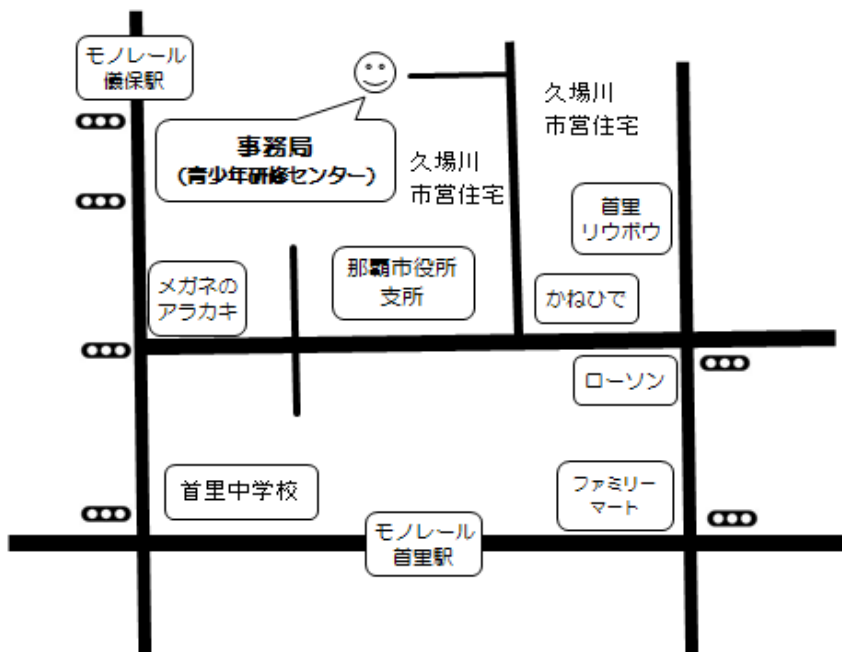 モノレール
儀保駅
事務局
（青少年研修センター）
久場川
市営住宅
久場川
市営住宅
首里
リウボウ
メガネの
アラカキ
那覇市役所
支所
かねひで
ローソン
首里中学校
ファミリー
マート
モノレール
首里駅